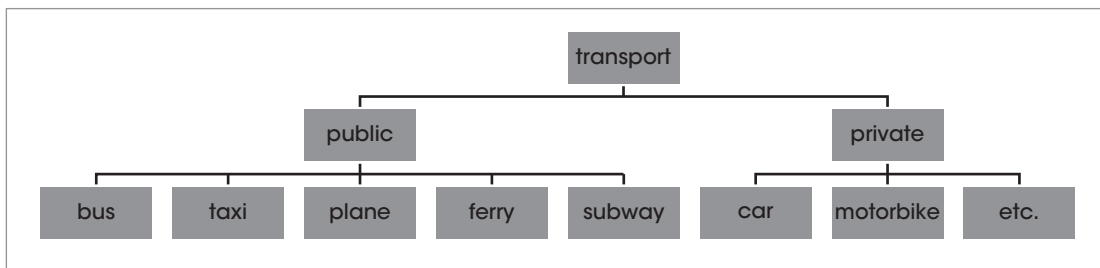 transport
public private
bus taxi plane ferry subway car motorbike etc.